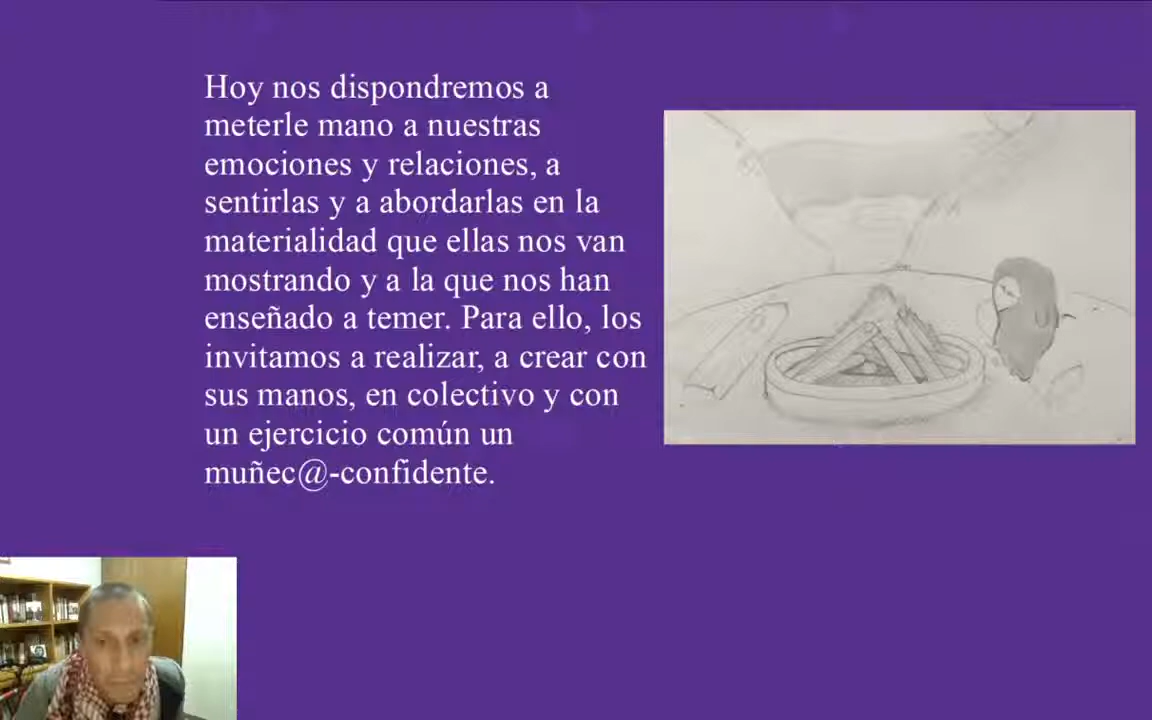 Hoy nos dispondremos a
meterle mano a nuestras
emociones y relaciones, a
sentirlas y a abordarlas en la
materialidad que ellas nos van
mostrando y a la que nos han
enseñado a temer. Para ello, los
invitamos a realizar, a crear con
sus manos, en colectivo y con
un ejercicio común un
muñec@-confidente.